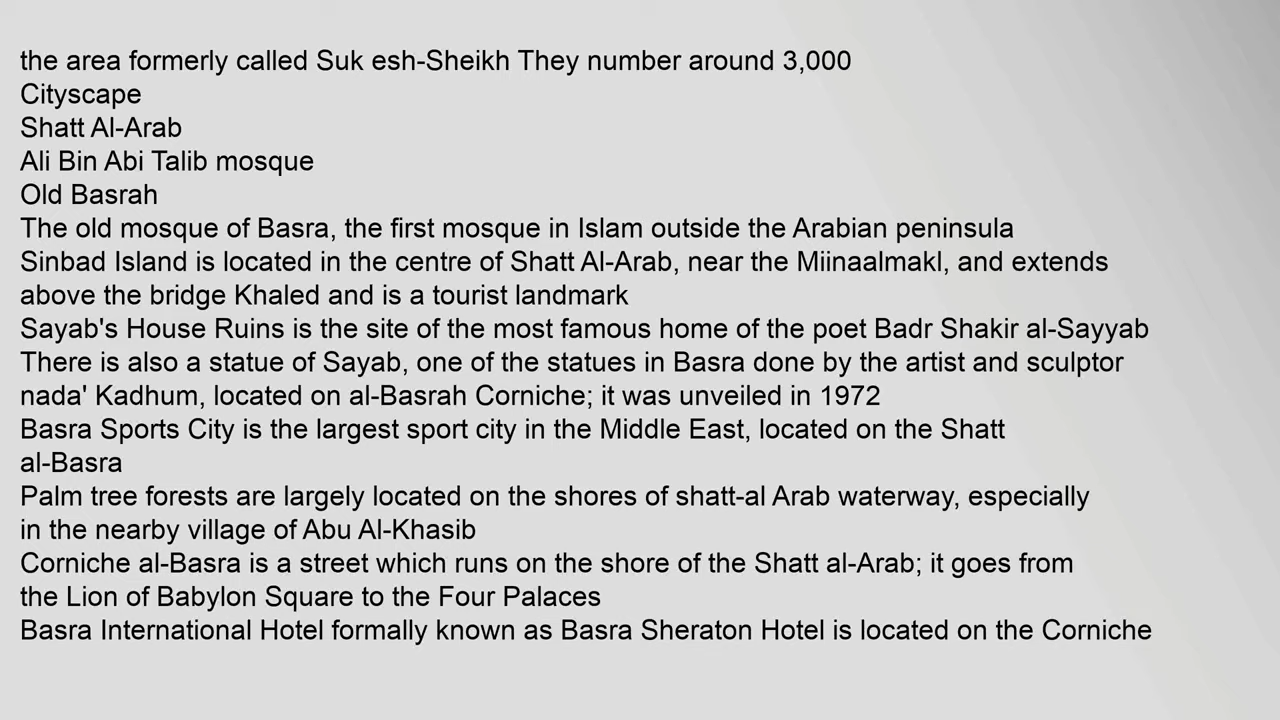 the area formerly called Suk esh-Sheikh They number around 3,000
Cityscape
Shatt Al-Arab
Ali Bin Abi Talib mosque
Old Basrah
The old mosque of Basra, the first mosque in Islam outside the Arabian peninsula
Sinbad Island is located in the centre of Shatt Al-Arab, near the Miinaalmakl, and extends
above the bridge Khaled and is a tourist landmark
Sayab's House Ruins is the site of the most famous home of the poet Badr Shakir al-Sayyab
There is also a statue of Sayab, one of the statues in Basra done by the artist and sculptor
nada' Kadhum, located on al-Basrah Corniche; it was unveiled in 1972
Basra Sports City is the largest sport city in the Middle East, located on the Shatt
al-Basra
Palm tree forests are largely located on the shores of shatt-al Arab waterway, especially
in the nearby village of Abu Al-Khasib
Corniche al-Basra is a street which runs on the shore of the Shatt al-Arab; it goes from
the Lion of Babylon Square to the Four Palaces
Basra International Hotel formally known as Basra Sheraton Hotel is located on the Corniche